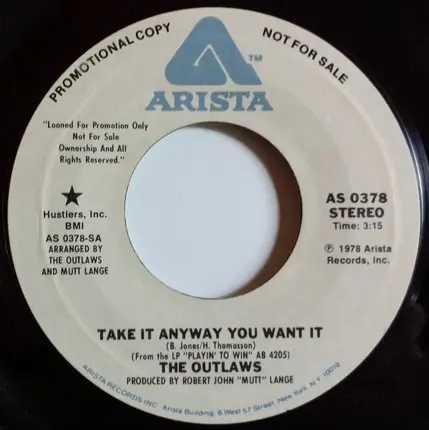 PROMOTIONAL COPY
NOT FOR SALE
TM
ARISTA
"Loaned For Promotion Only
Not For Sale
Ownership And All
Rights Reserved."
★
Hustlers, Inc.
BMI
AS 0378-SA
ARRANGED BY
THE OUTLAWS
AND MUTT LANGE
AS 0378
STEREO
Time: 3:15
℗ 1978 Arista
Records, Inc.
TAKE IT ANYWAY YOU WANT IT
(B. Jones/H. Thomasson)
(From the LP "PLAYIN' TO WIN" AB 4205)
THE OUTLAWS
PRODUCED BY ROBERT JOHN "MUTT" LANGE
ARISTA RECORDS INC. Arista Building, 6 West 57 Street, New York, N.Y. 10019